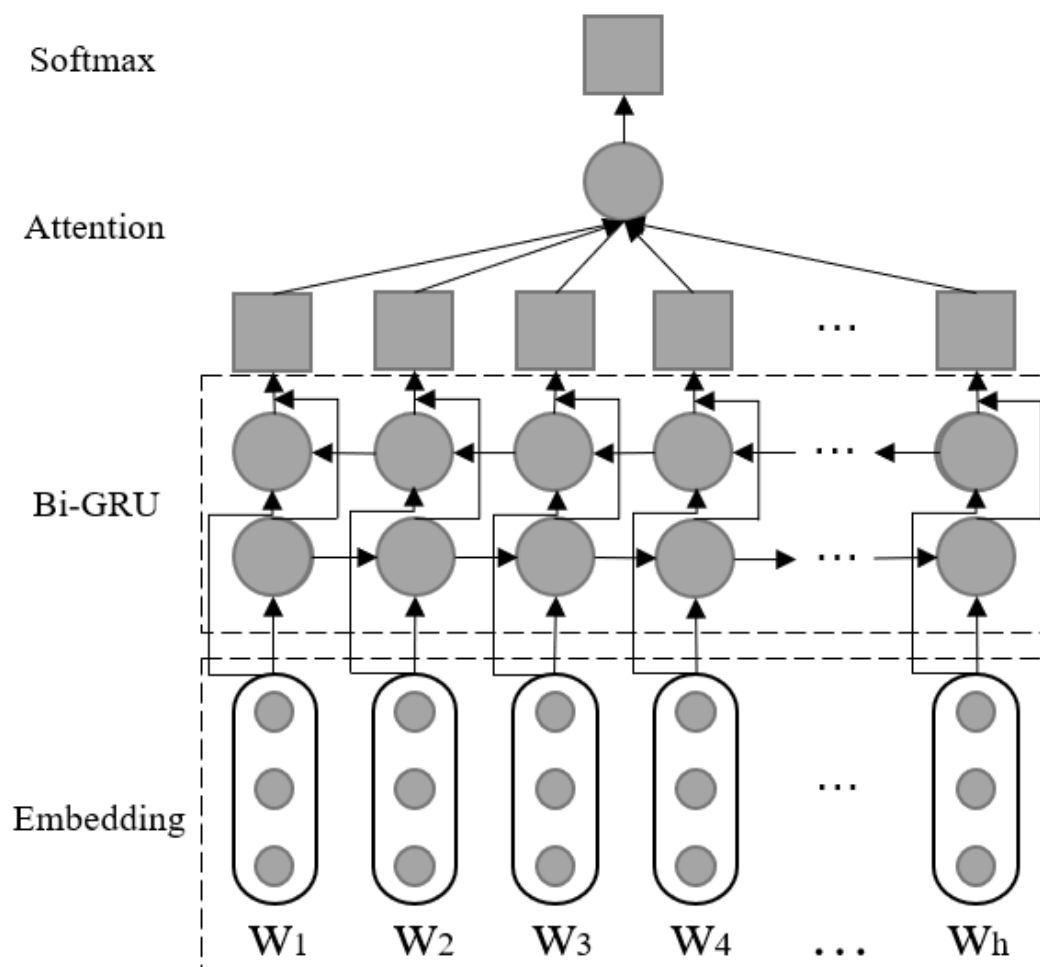 Softmax
Attention
...
Bi-GRU
...
...
Embedding
...
W1 W2 W3 W4 ... Wh